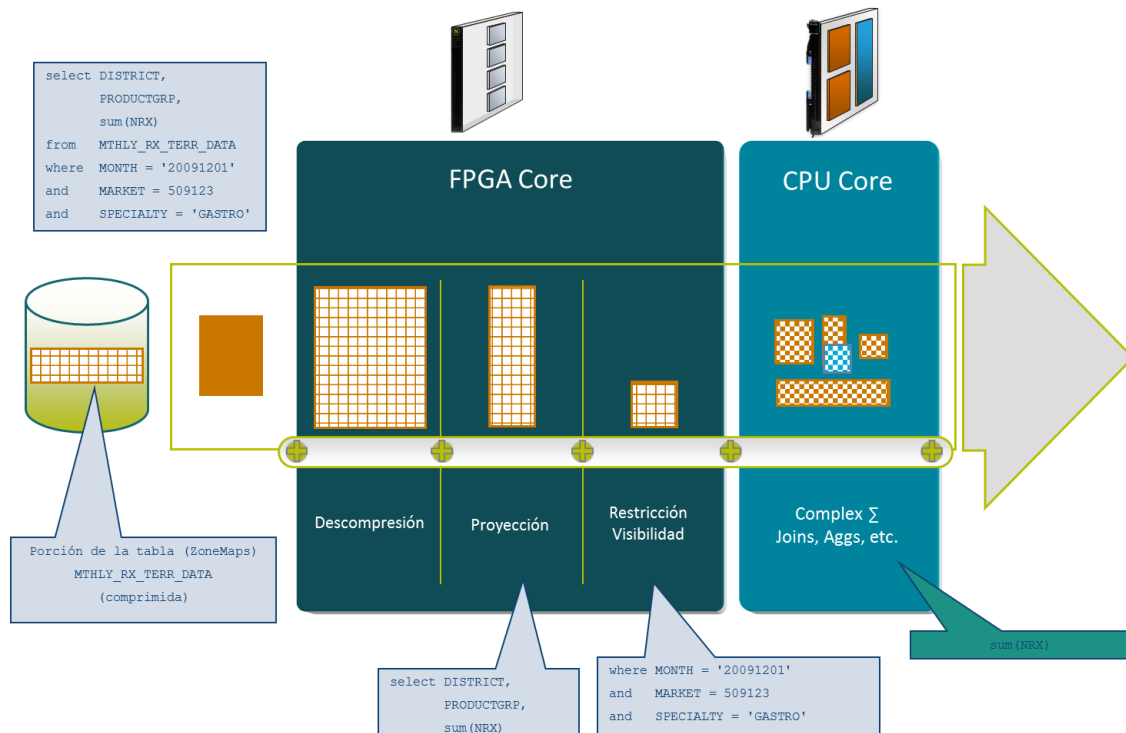 select DISTRICT,
PRODUCTGRP,
sum(NRX)
from MTHLY_RX_TERR_DATA
where MONTH = '20091201'
and MARKET = 509123
and SPECIALTY = 'GASTRO'
FPGA Core
CPU Core
Descompresión
Proyección
Restricción
Visibilidad
Complex ∑
Joins, Aggs, etc.
Porción de la tabla (ZoneMaps)
MTHLY_RX_TERR_DATA
(comprimida)
select DISTRICT,
PRODUCTGRP,
sum(NRX)
where MONTH = '20091201'
and MARKET = 509123
and SPECIALTY = 'GASTRO'
sum(NRX)